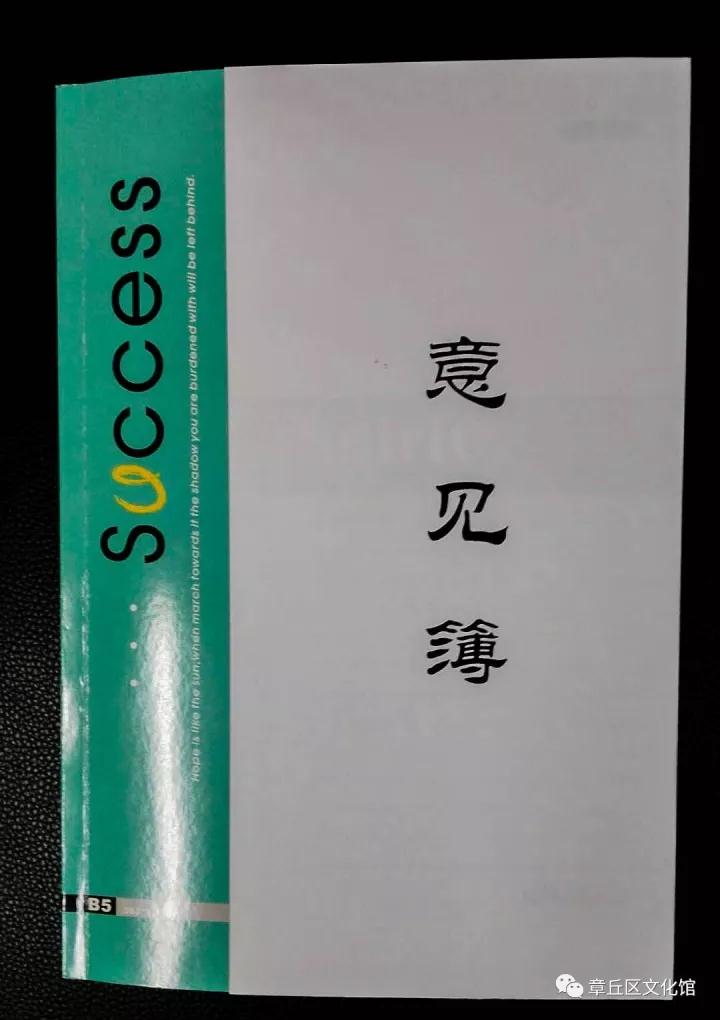 Success
Hope is like the sun,when march towards it the shadow you are burdened with will be left behind.
B5
意见簿
章丘区文化馆